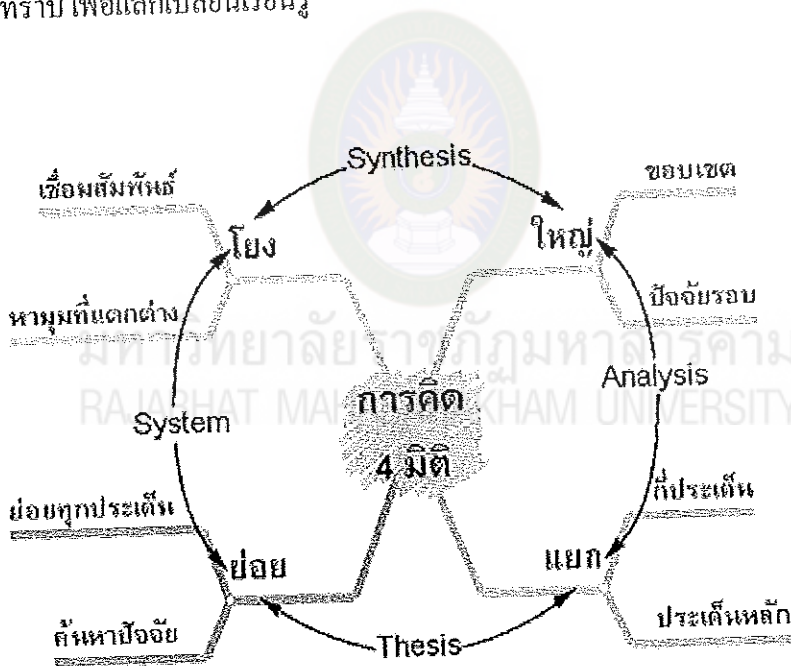 ทราบ เพื่อแลกเปลี่ยนเรียนรู้
Synthesis
เชื่อมสัมพันธ์
ขอบเขต
โยง
ใหญ่
หามุมที่แตกต่าง
ปัจจัยรอบ
มหาวิทยาลัยราชภัฏมหาสารคาม
RAJABHAT MAHASARAKHAM UNIVERSITY
การคิด
4 มิติ
Analysis
System
ย่อยทุกประเด็น
กี่ประเด็น
ย่อย
แยก
ค้นหาปัจจัย
ประเด็นหลัก
Thesis